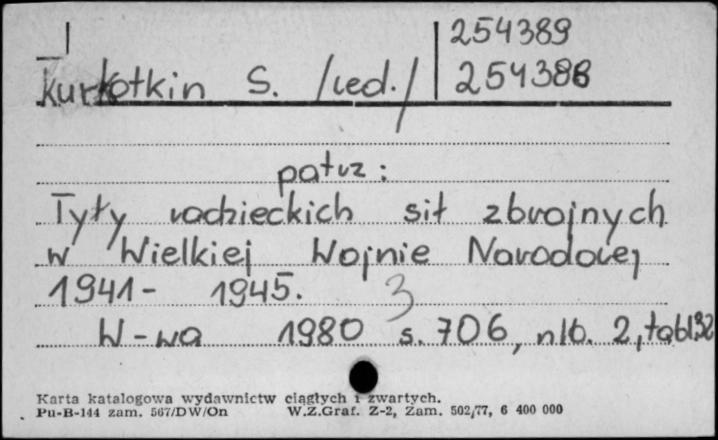 I 254389
Kurkotkin S. /red./ 254388
patrz:
Tyły radzieckich sił zbrojnych
w Wielkiej Wojnie Narodowej
1941- 1945. 3
W-wa 1980 s. 706, nlb. 2, tabl.32
Karta katalogowa wydawnictw ciągłych i zwartych.
Pu-B-144 zam. 567/DW/On W.Z.Graf. Z-2, Zam. 502/77, 6 400 000